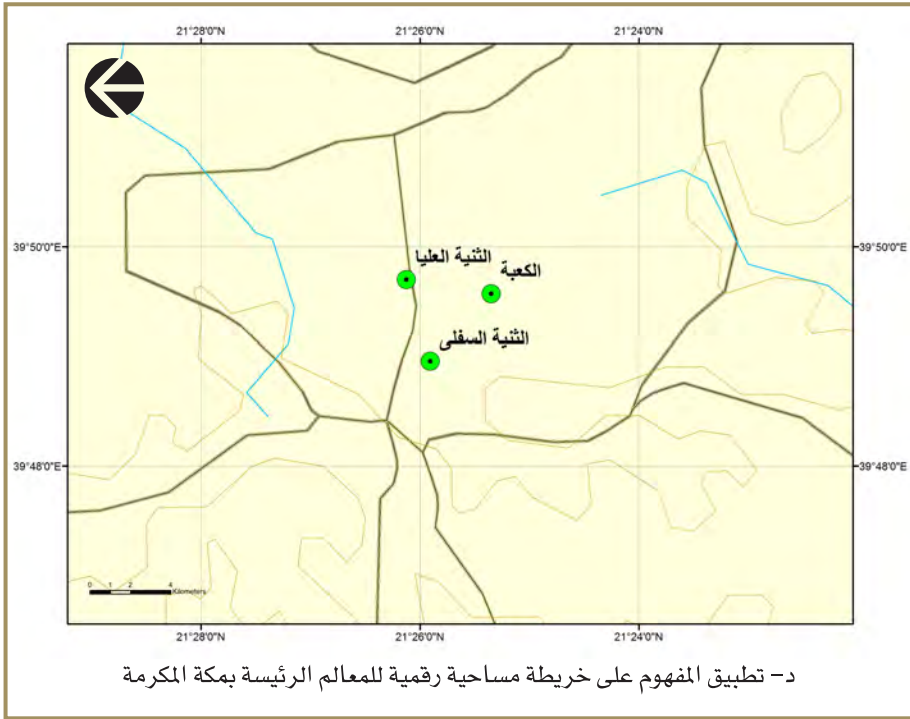 21°28'0"N 21°26'0"N 21°24'0"N
39°50'0"E 39°50'0"E
الثنية العليا
الكعبة
الثنية السفلى
39°48'0"E 39°48'0"E
0 1 2 4
Kilometers
21°28'0"N 21°26'0"N 21°24'0"N
د- تطبيق المفهوم على خريطة مساحية رقمية للمعالم الرئيسة بمكة المكرمة